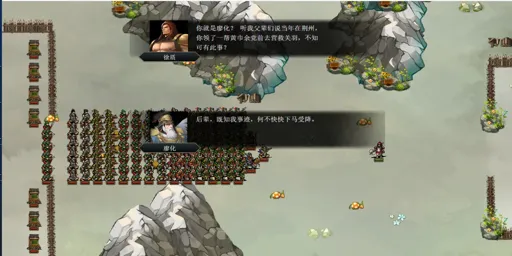 你就是廖化？ 听我父辈们说当年在荆州，
你领了一帮黄巾余党前去营救关羽，不知
可有此事？
徐质
后辈，既知我事迹，何不快快下马受降。
廖化